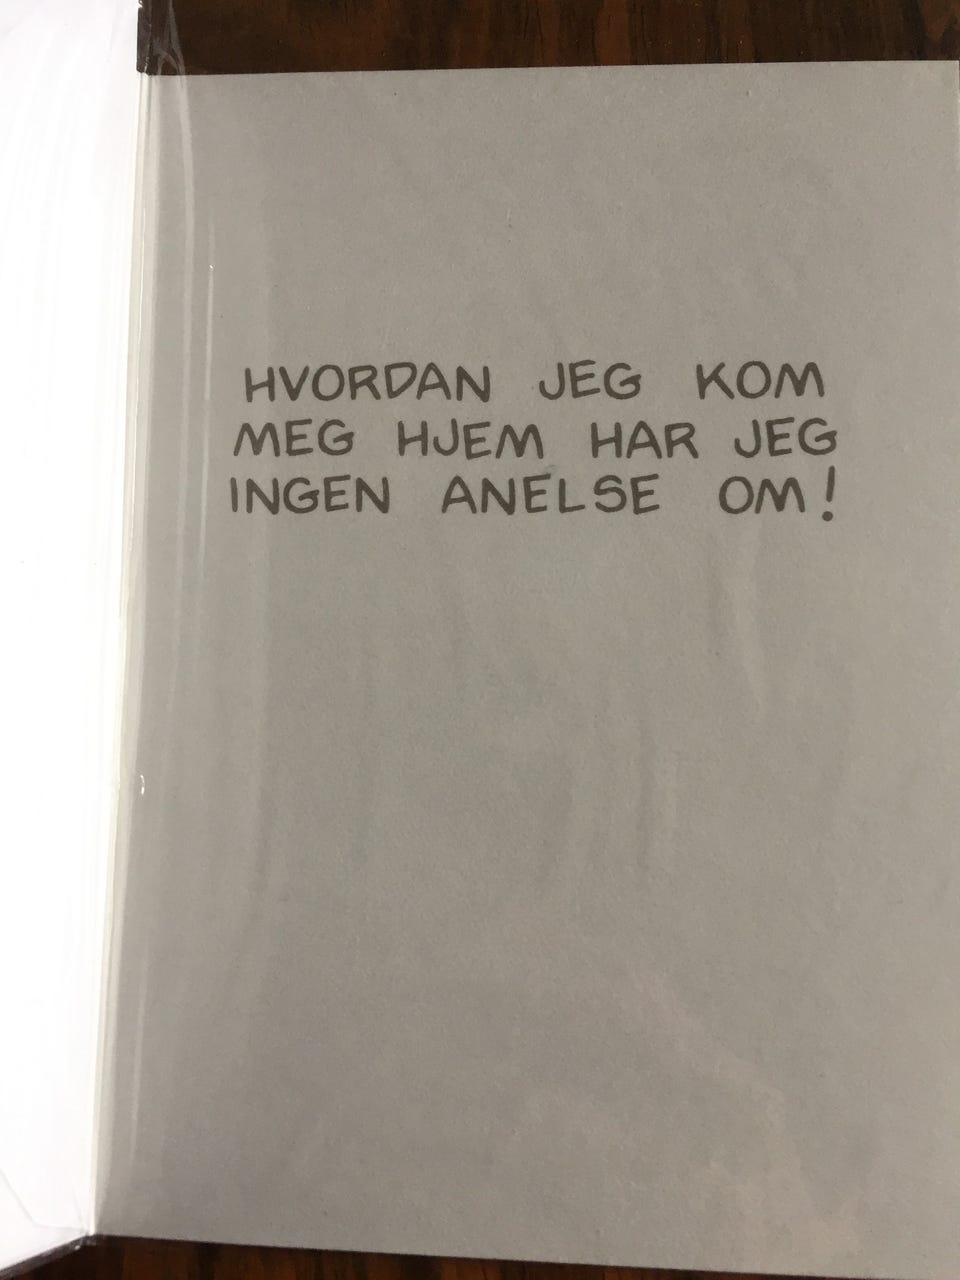 HVORDAN JEG KOM
MEG HJEM HAR JEG
INGEN ANELSE OM!